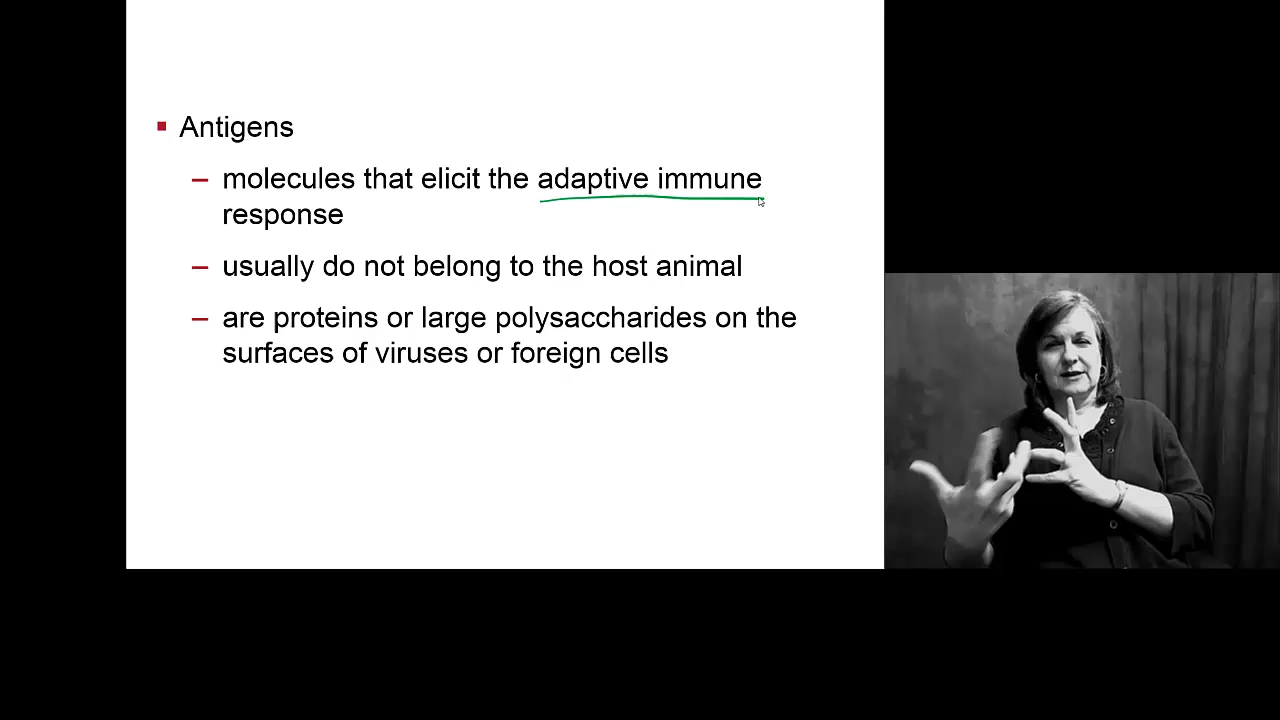 ▪ Antigens
– molecules that elicit the adaptive immune
response
– usually do not belong to the host animal
– are proteins or large polysaccharides on the
surfaces of viruses or foreign cells